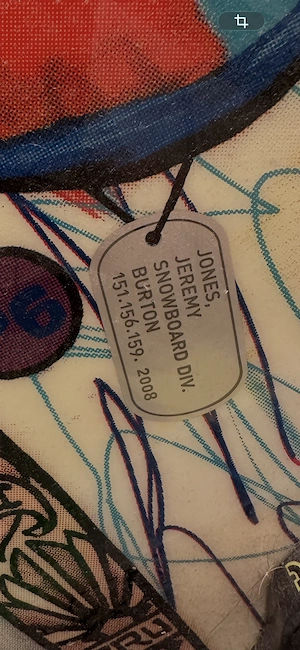 JONES,
JEREMY
SNOWBOARD DIV.
BURTON
151.156.159. 2008